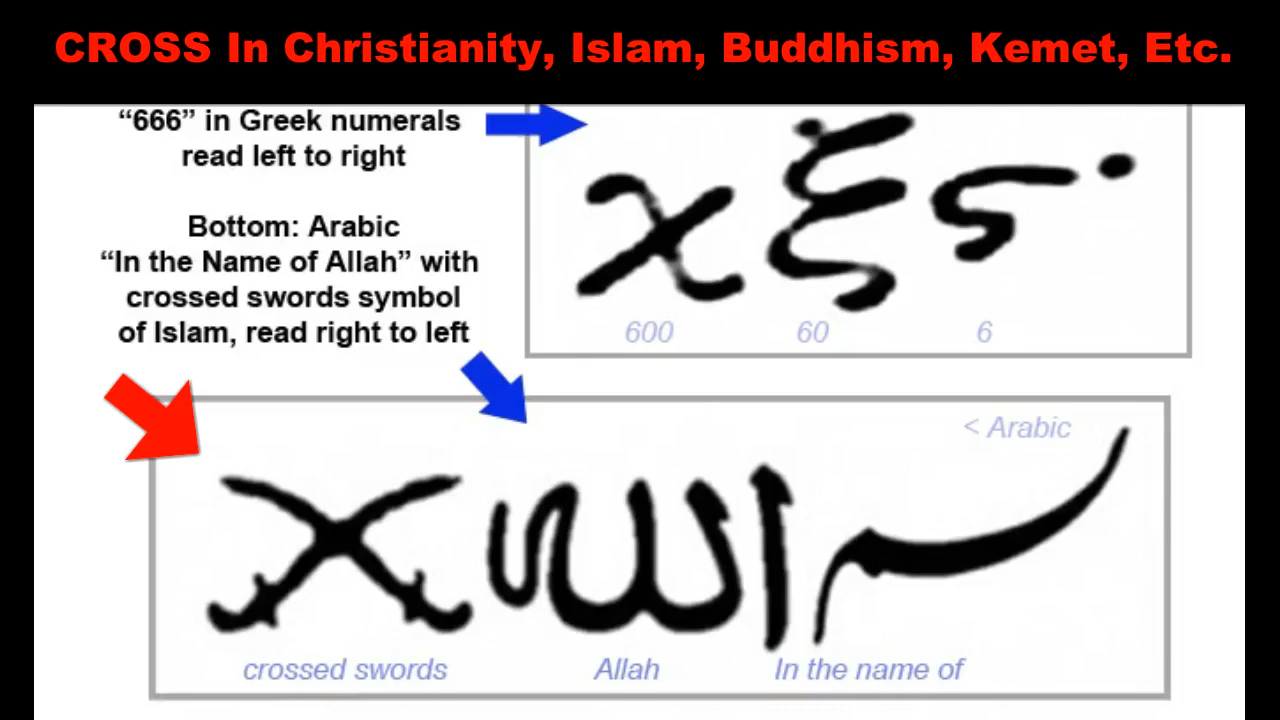 CROSS In Christianity, Islam, Buddhism, Kemet, Etc.
“666” in Greek numerals
read left to right
χξϛ·
600 60 6
Bottom: Arabic
“In the Name of Allah” with
crossed swords symbol
of Islam, read right to left
< Arabic
بسم الله
crossed swords Allah In the name of